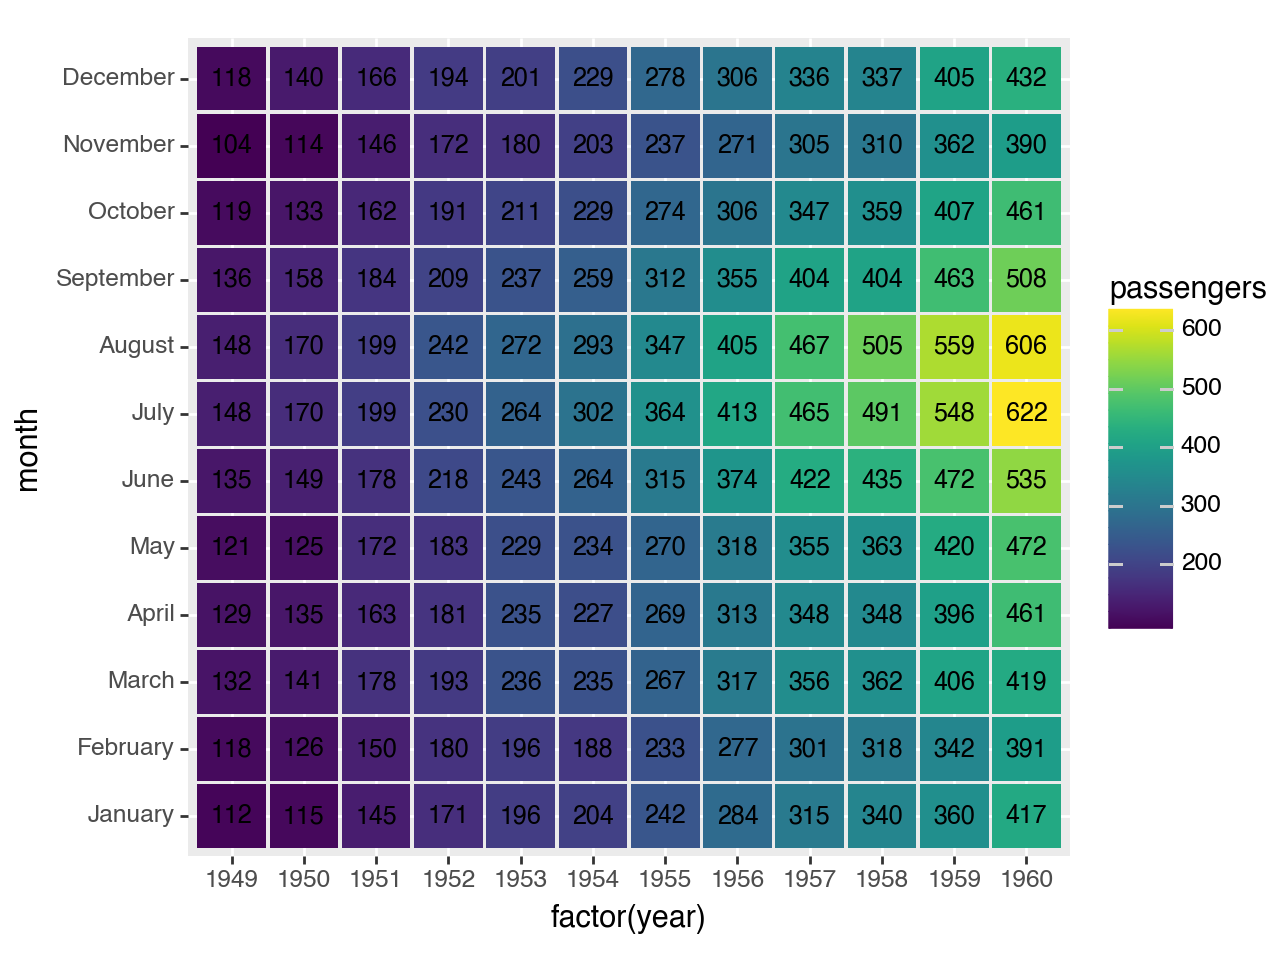 December 118 140 166 194 201 229 278 306 336 337 405 432
November 104 114 146 172 180 203 237 271 305 310 362 390
October 119 133 162 191 211 229 274 306 347 359 407 461
September 136 158 184 209 237 259 312 355 404 404 463 508
August 148 170 199 242 272 293 347 405 467 505 559 606
July 148 170 199 230 264 302 364 413 465 491 548 622
June 135 149 178 218 243 264 315 374 422 435 472 535
May 121 125 172 183 229 234 270 318 355 363 420 472
April 129 135 163 181 235 227 269 313 348 348 396 461
March 132 141 178 193 236 235 267 317 356 362 406 419
February 118 126 150 180 196 188 233 277 301 318 342 391
January 112 115 145 171 196 204 242 284 315 340 360 417
1949 1950 1951 1952 1953 1954 1955 1956 1957 1958 1959 1960
factor(year)
month
passengers
600
500
400
300
200